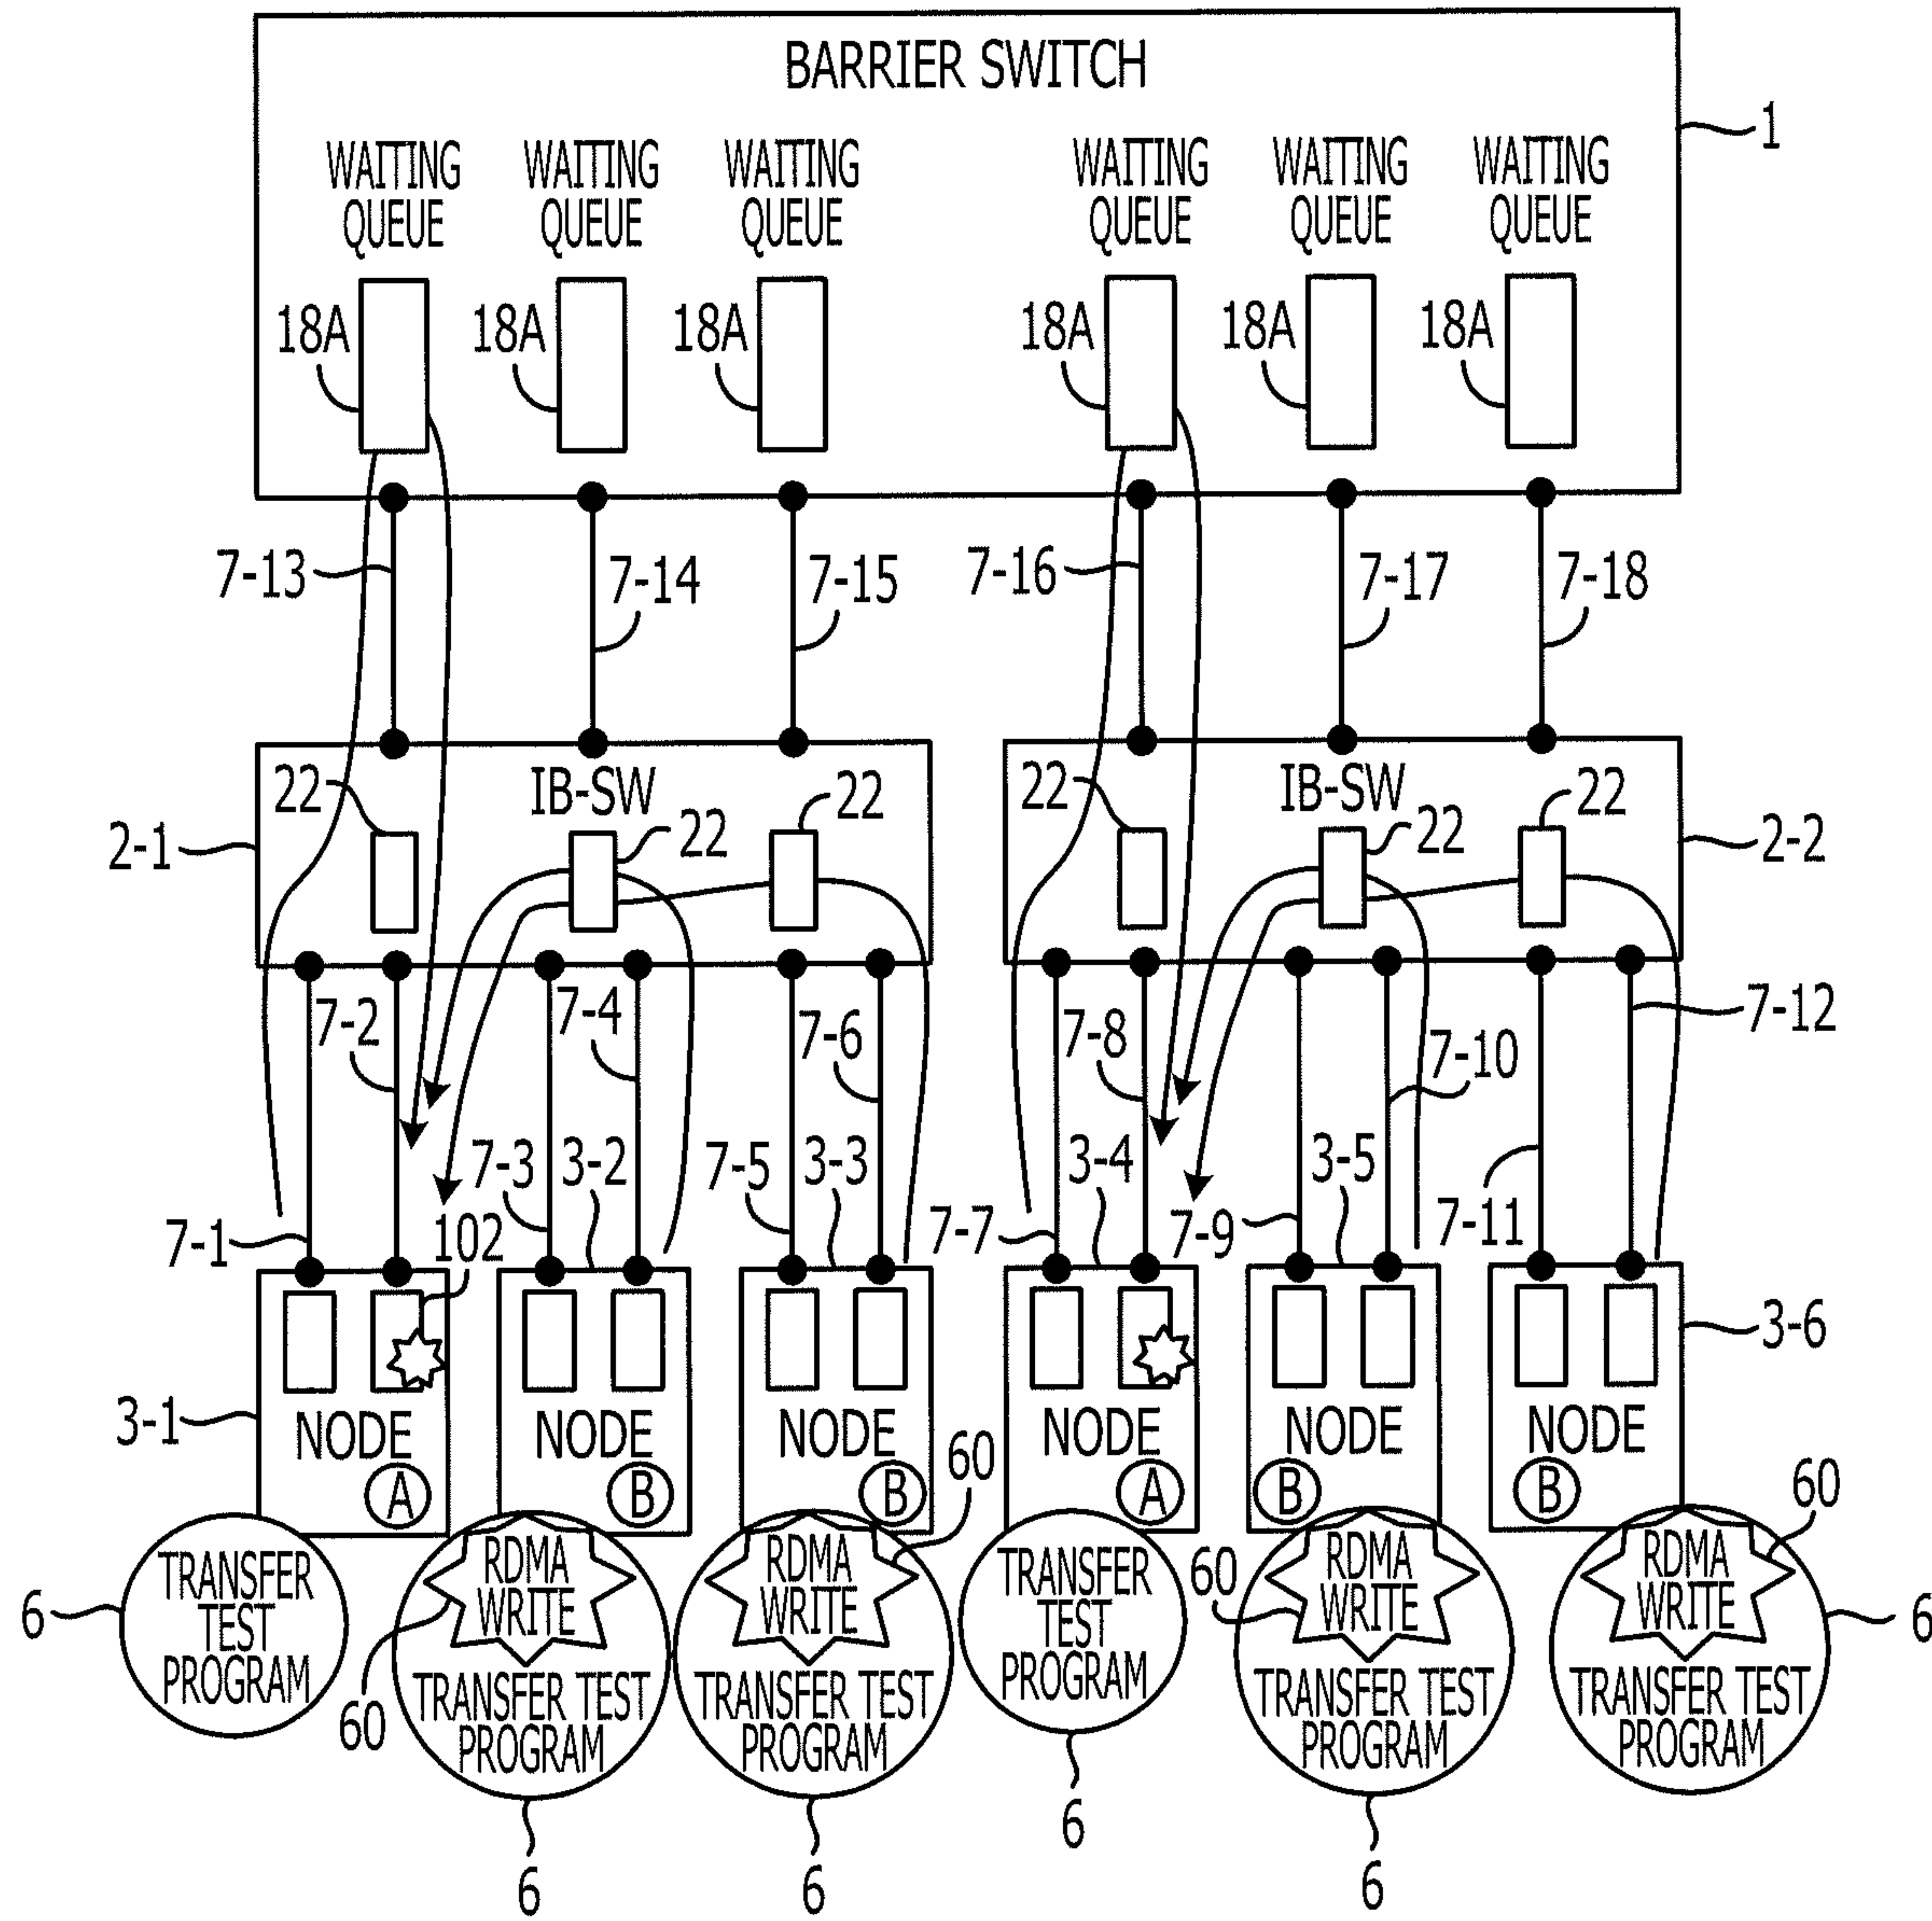 BARRIER SWITCH
1
WAITING QUEUE
WAITING QUEUE
WAITING QUEUE
WAITING QUEUE
WAITING QUEUE
WAITING QUEUE
18A
18A
18A
18A
18A
18A
7-13
7-14
7-15
7-16
7-17
7-18
22
IB-SW
22
22
2-1
22
IB-SW
22
22
2-2
7-2
7-4
7-6
7-8
7-10
7-12
7-1
102
7-3
3-2
7-5
3-3
7-7
3-4
7-9
3-5
7-11
3-1
3-6
NODE
A
NODE
B
NODE
B
60
NODE
A
NODE
B
NODE
B
60
6
TRANSFER
TEST
PROGRAM
RDMA
WRITE
60
TRANSFER TEST
PROGRAM
6
RDMA
WRITE
TRANSFER TEST
PROGRAM
6
TRANSFER
TEST
PROGRAM
6
60
RDMA
WRITE
TRANSFER TEST
PROGRAM
6
RDMA
WRITE
TRANSFER TEST
PROGRAM
6